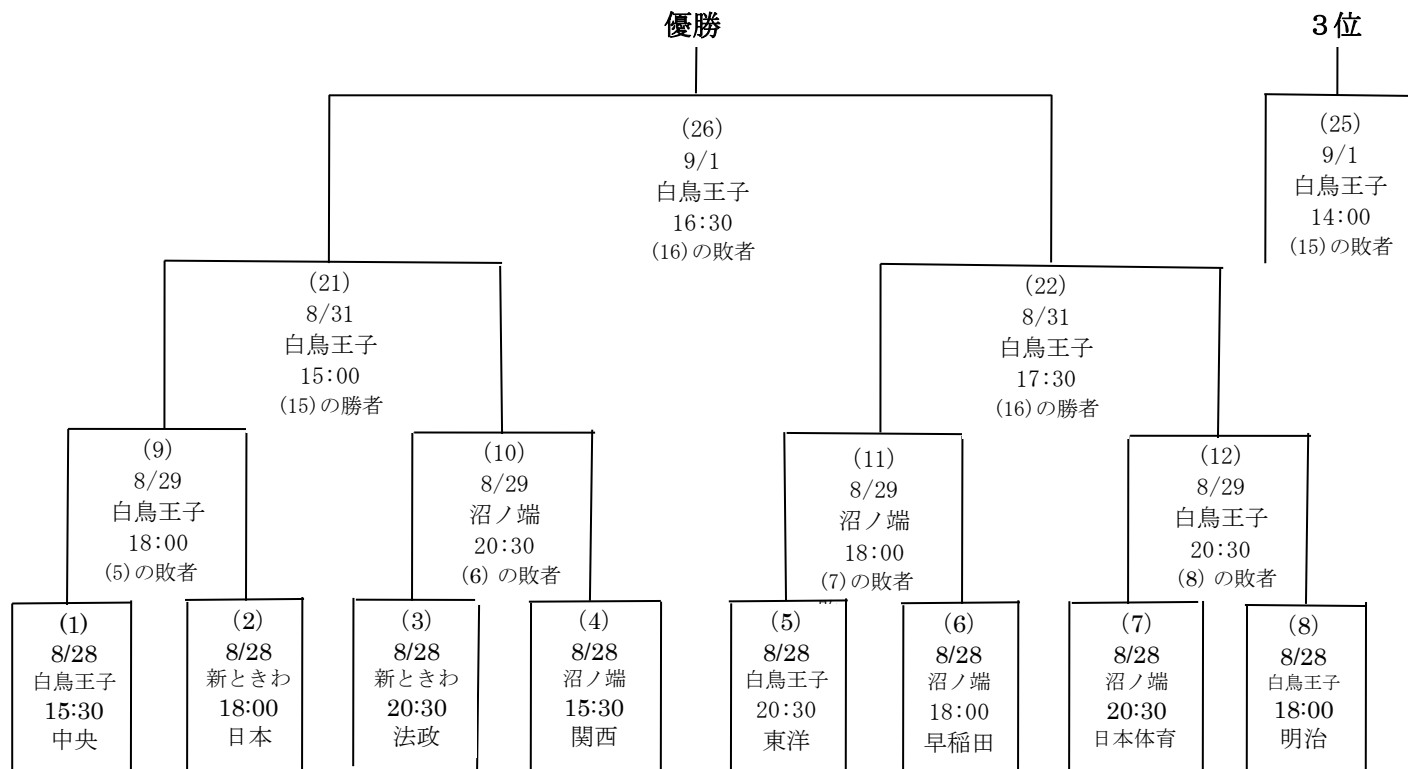 優勝
３位
(26)
9/1
白鳥王子
16:30
(16)の敗者
(25)
9/1
白鳥王子
14:00
(15)の敗者
(21)
8/31
白鳥王子
15:00
(15)の勝者
(22)
8/31
白鳥王子
17:30
(16)の勝者
(9)
8/29
白鳥王子
18:00
(5)の敗者
(10)
8/29
沼ノ端
20:30
(6) の敗者
(11)
8/29
沼ノ端
18:00
(7)の敗者
(12)
8/29
白鳥王子
20:30
(8) の敗者
(1)
8/28
白鳥王子
15:30
中央
(2)
8/28
新ときわ
18:00
日本
(3)
8/28
新ときわ
20:30
法政
(4)
8/28
沼ノ端
15:30
関西
(5)
8/28
白鳥王子
20:30
東洋
(6)
8/28
沼ノ端
18:00
早稲田
(7)
8/28
沼ノ端
20:30
日本体育
(8)
8/28
白鳥王子
18:00
明治